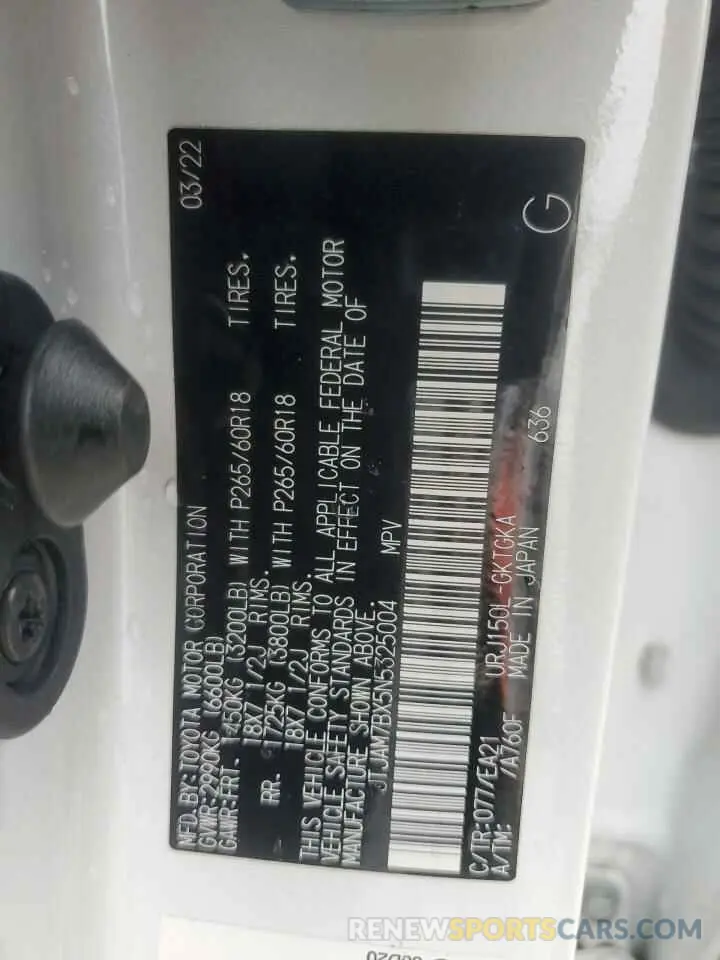 MFD. BY: TOYOTA MOTOR CORPORATION 03/22
GVWR: 2990KG (6600LB)
GAWR: FRT. 1450KG (3200LB) WITH P265/60R18 TIRES,
18X7 1/2J RIMS.
RR. 1725KG (3800LB) WITH P265/60R18 TIRES.
18X7 1/2J RIMS.
THIS VEHICLE CONFORMS TO ALL APPLICABLE FEDERAL MOTOR
VEHICLE SAFETY STANDARDS IN EFFECT ON THE DATE OF
MANUFACTURE SHOWN ABOVE.
JTJAM7BX5N5325004 MPV
C/TR: 077/EA21 URJ150L-GKTGKA 636 G
A/TM: /A760F MADE IN JAPAN
RENEWSPORTSCARS.COM